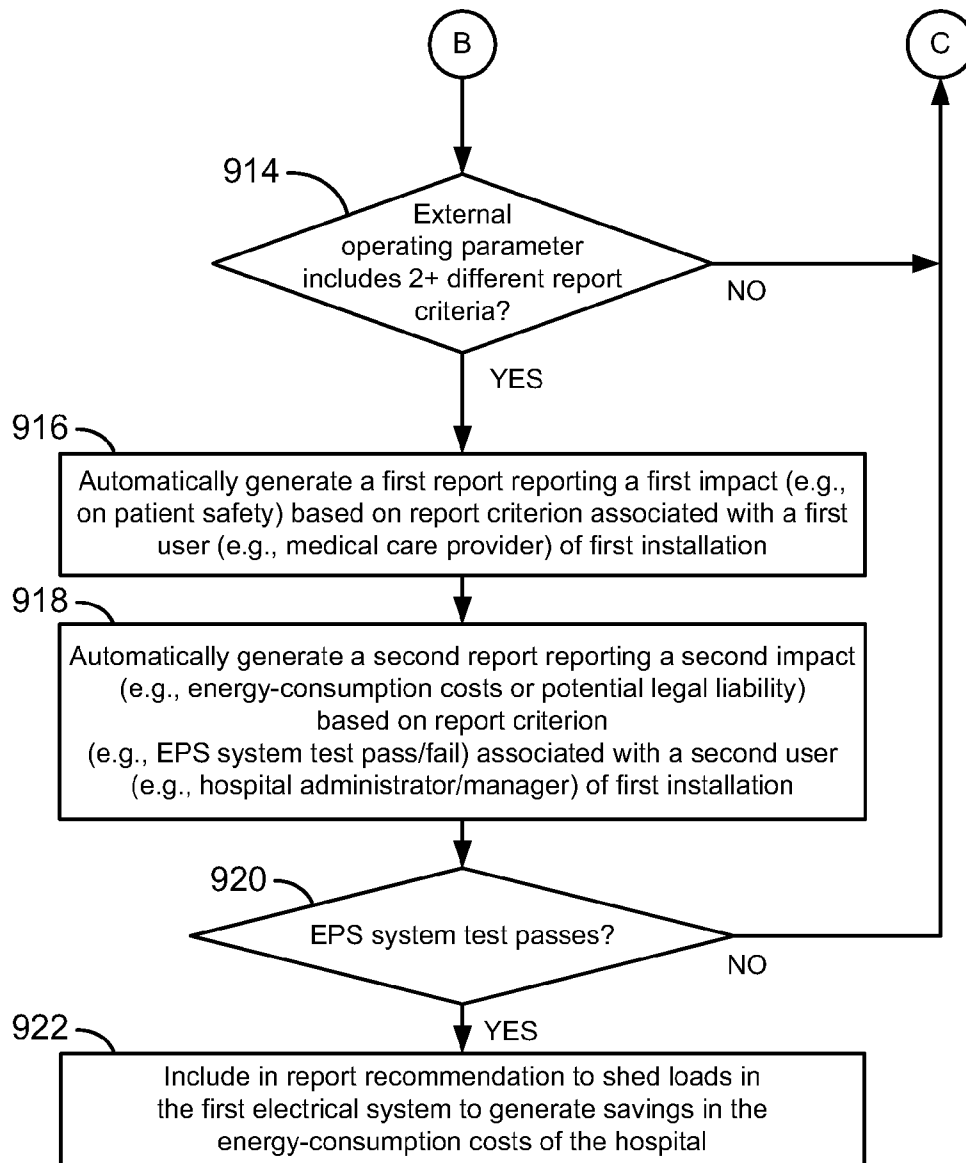 B
C
914
External
operating parameter
includes 2+ different report
criteria?
NO
YES
916
Automatically generate a first report reporting a first impact (e.g.,
on patient safety) based on report criterion associated with a first
user (e.g., medical care provider) of first installation
918
Automatically generate a second report reporting a second impact
(e.g., energy-consumption costs or potential legal liability)
based on report criterion
(e.g., EPS system test pass/fail) associated with a second user
(e.g., hospital administrator/manager) of first installation
920
EPS system test passes?
NO
YES
922
Include in report recommendation to shed loads in
the first electrical system to generate savings in the
energy-consumption costs of the hospital